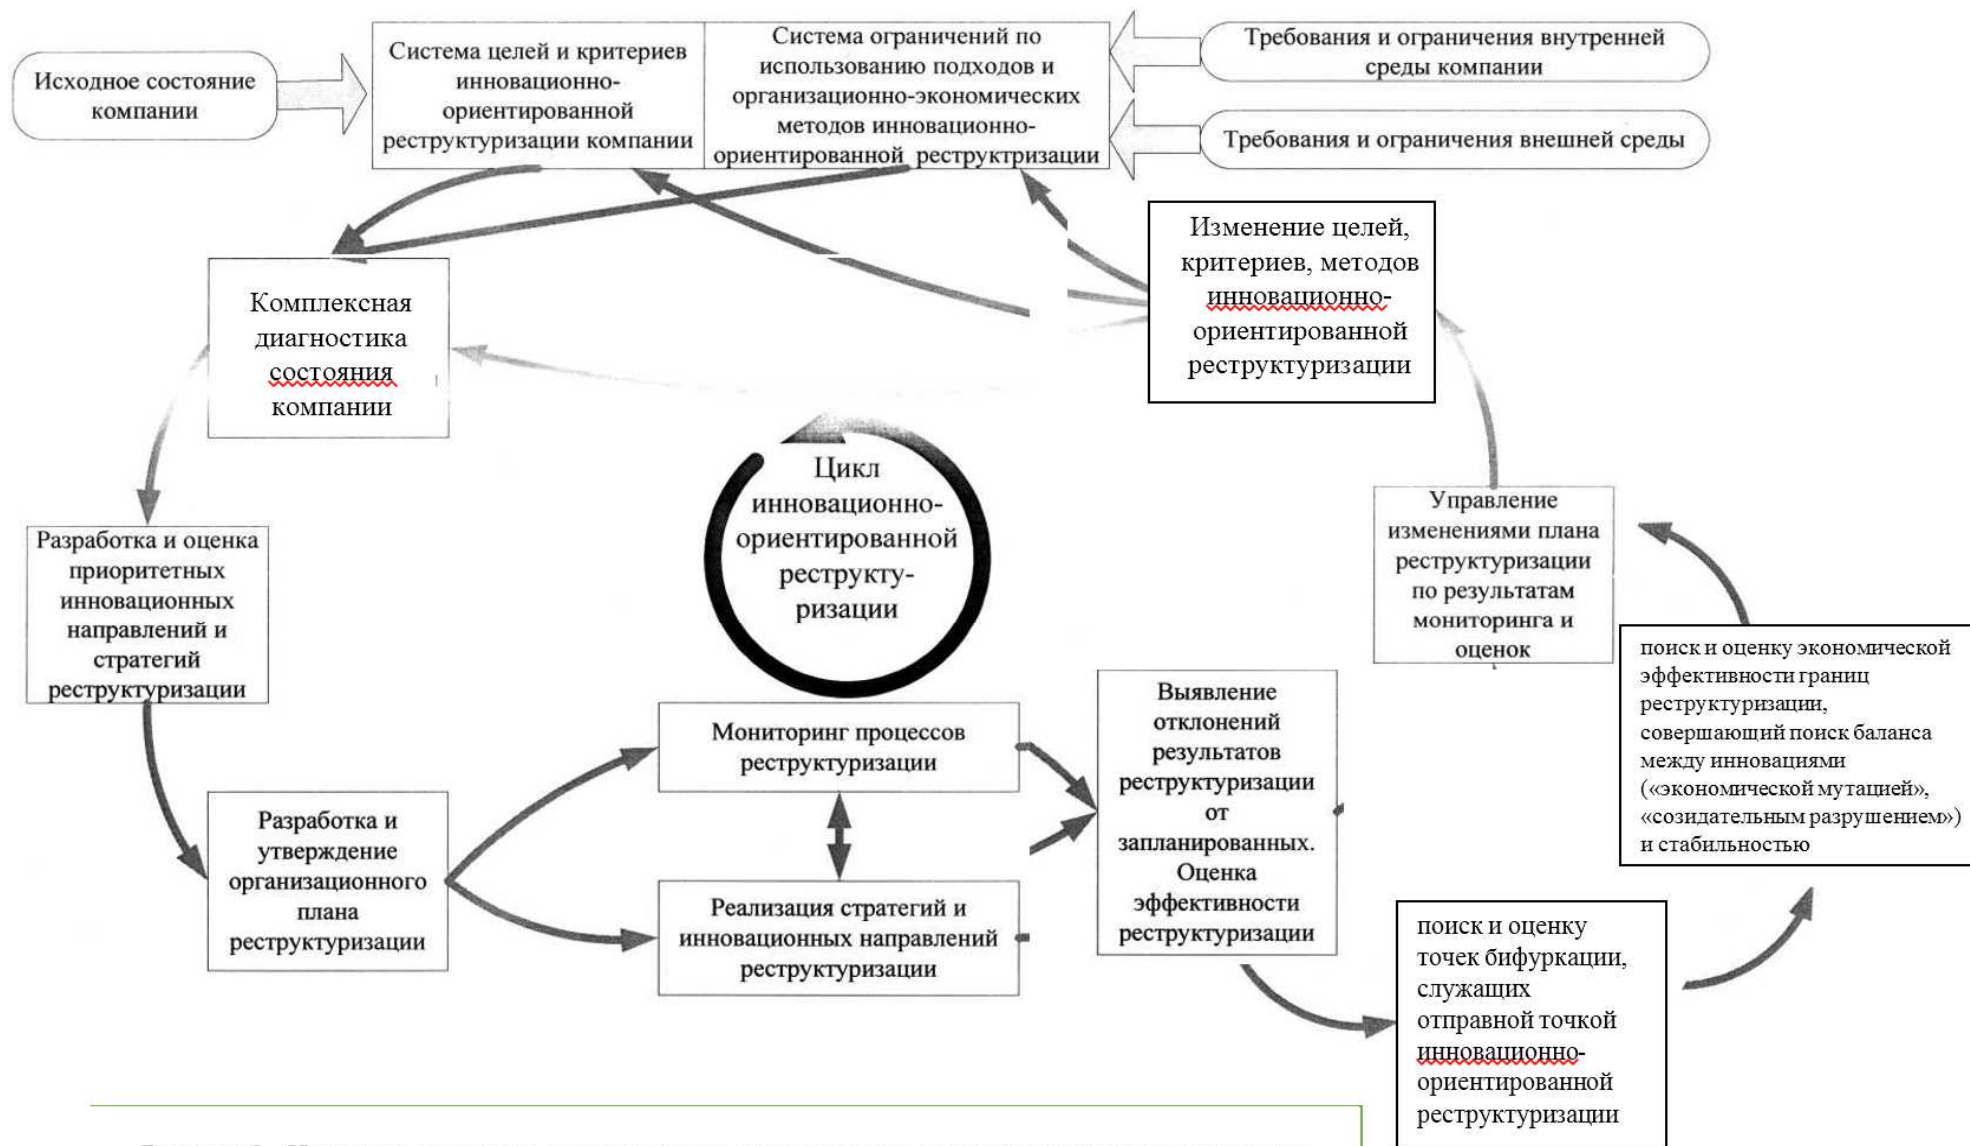 Исходное состояние
компании
Система целей и критериев
инновационно-
ориентированной
реструктуризации компании
Система ограничений по
использованию подходов и
организационно-экономических
методов инновационно-
ориентированной реструктризации
Требования и ограничения внутренней
среды компании
Требования и ограничения внешней среды
Изменение целей,
критериев, методов
инновационно-
ориентированной
реструктуризации
Комплексная
диагностика
состояния
компании
Цикл
инновационно-
ориентированной
реструкту-
ризации
Управление
изменениями плана
реструктуризации
по результатам
мониторинга и
оценок
Разработка и оценка
приоритетных
инновационных
направлений и
стратегий
реструктуризации
поиск и оценку экономической
эффективности границ
реструктуризации,
совершающий поиск баланса
между инновациями
(«экономической мутацией»,
«созидательным разрушением»)
и стабильностью
Мониторинг процессов
реструктуризации
Выявление
отклонений
результатов
реструктуризации
от
запланированных.
Оценка
эффективности
реструктуризации
Разработка и
утверждение
организационного
плана
реструктуризации
Реализация стратегий и
инновационных направлений
реструктуризации
поиск и оценку
точек бифуркации,
служащих
отправной точкой
инновационно-
ориентированной
реструктуризации